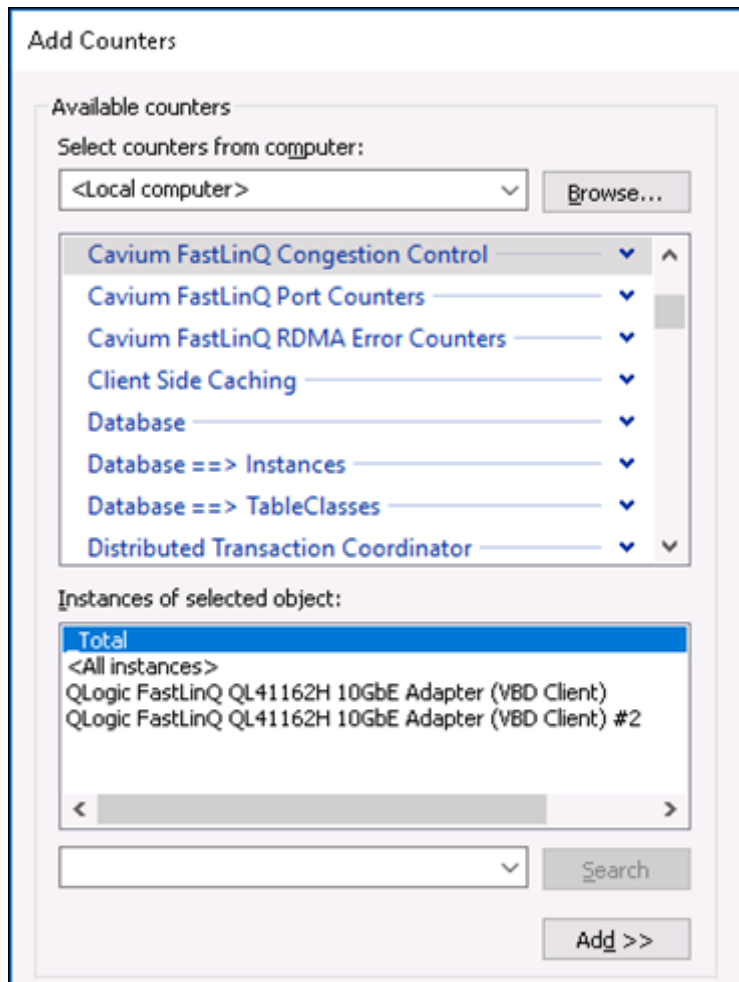 Add Counters
Available counters
Select counters from computer:
<Local computer>
Browse...
Cavium FastLinQ Congestion Control
Cavium FastLinQ Port Counters
Cavium FastLinQ RDMA Error Counters
Client Side Caching
Database
Database ==> Instances
Database ==> TableClasses
Distributed Transaction Coordinator
Instances of selected object:
_Total
<All instances>
QLogic FastLinQ QL41162H 10GbE Adapter (VBD Client)
QLogic FastLinQ QL41162H 10GbE Adapter (VBD Client) #2
Search
Add >>